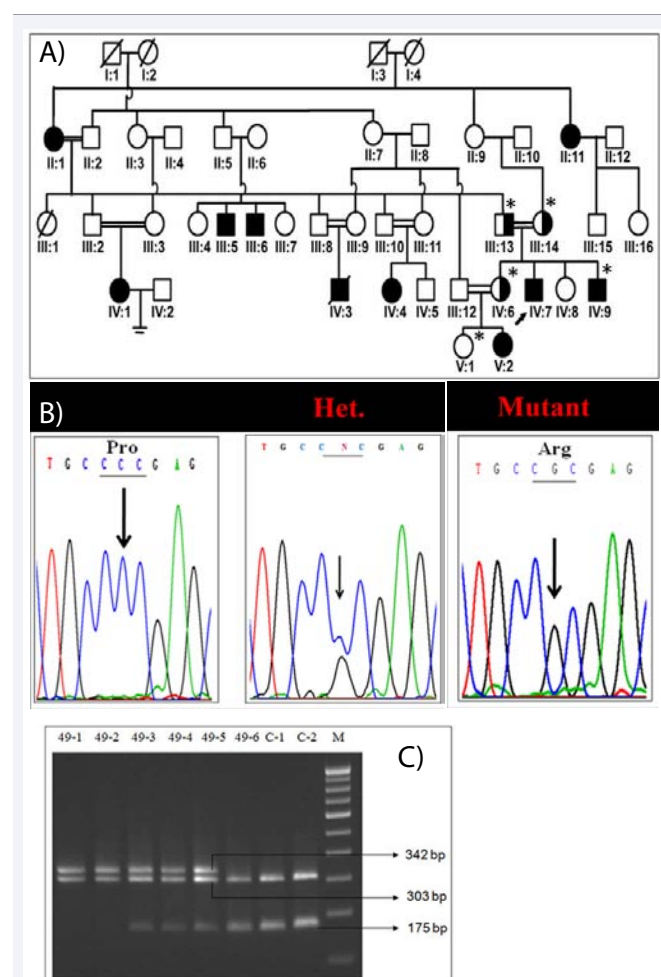 A)
I:1 I:2 I:3 I:4
II:1 II:2 II:3 II:4 II:5 II:6 II:7 II:8 II:9 II:10 II:11 II:12
* *
III:1 III:2 III:3 III:4 III:5 III:6 III:7 III:8 III:9 III:10 III:11 III:13 III:14 III:15 III:16
* *
IV:1 IV:2 IV:3 IV:4 IV:5 III:12 IV:6 IV:7 IV:8 IV:9
*
V:1 V:2
B)
Het. Mutant
Pro Arg
T G C C C C G A G T G C C N C G A G T G C C G C G A G
49-1 49-2 49-3 49-4 49-5 49-6 C-1 C-2 M
C)
342 bp
303 bp
175 bp